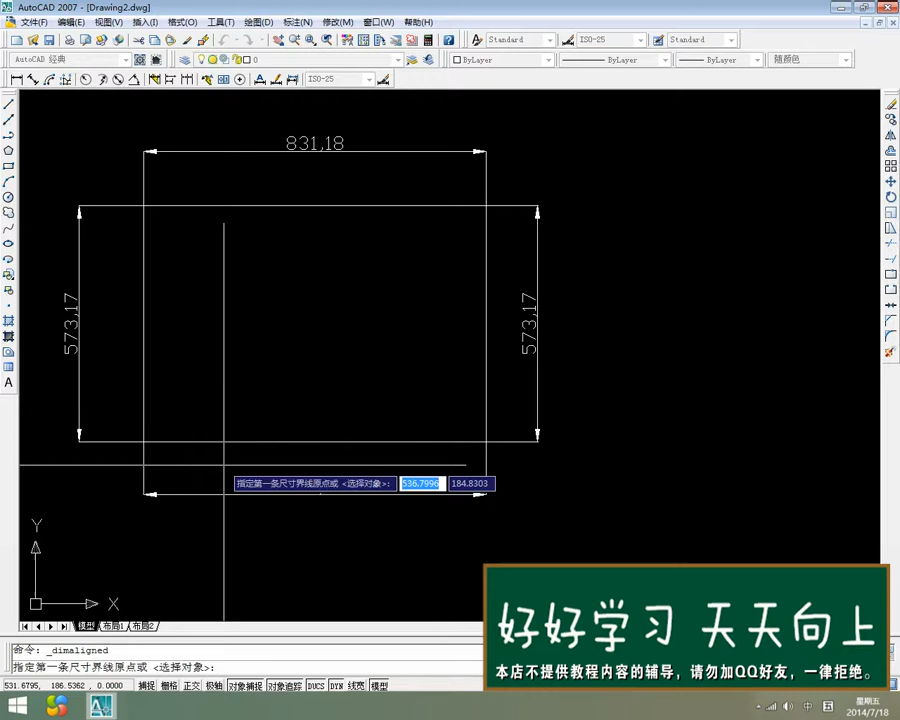 AutoCAD 2007 - [Drawing2.dwg]
文件(F) 编辑(E) 视图(V) 插入(I) 格式(O) 工具(T) 绘图(D) 标注(N) 修改(M) 窗口(W) 帮助(H)
Standard ISO-25 Standard
AutoCAD 经典 0 ByLayer ByLayer ByLayer 随颜色
ISO-25
831,18
573,17
573,17
指定第一条尺寸界线原点或 <选择对象>: 536.7996 184.8303
Y
X
模型 布局1 布局2
命令: _dimaligned
指定第一条尺寸界线原点或 <选择对象>:
好好学习 天天向上
本店不提供教程内容的辅导，请勿加QQ好友，一律拒绝。
531.6795, 186.5362 , 0.0000 捕捉 栅格 正交 极轴 对象捕捉 对象追踪 DUCS DYN 线宽 模型
中 五
星期五
2014/7/18
A